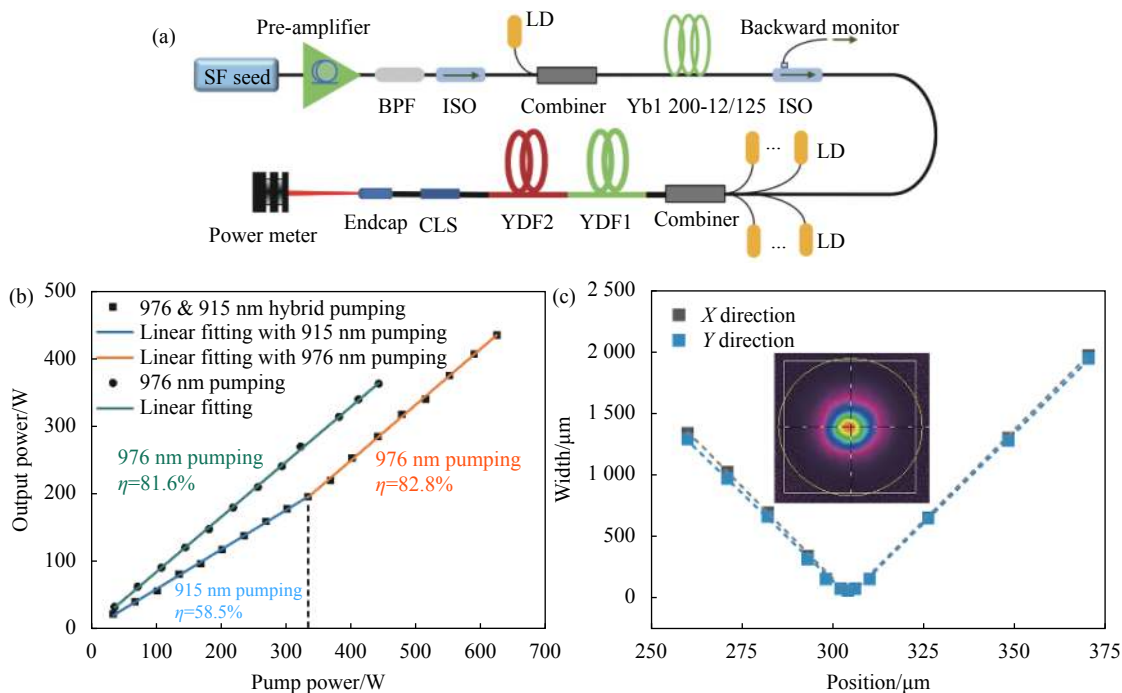 (a)
Pre-amplifier
LD
Backward monitor
SF seed
BPF
ISO
Combiner
Yb1 200-12/125
ISO
... ... LD
Power meter
Endcap
CLS
YDF2
YDF1
Combiner
... ... LD
(b)
500
400
300
200
100
0
Output power/W
976 & 915 nm hybrid pumping
Linear fitting with 915 nm pumping
Linear fitting with 976 nm pumping
976 nm pumping
Linear fitting
976 nm pumping
η=81.6%
976 nm pumping
η=82.8%
915 nm pumping
η=58.5%
0 100 200 300 400 500 600 700
Pump power/W
(c)
2 500
2 000
1 500
1 000
500
0
Width/μm
X direction
Y direction
250 275 300 325 350 375
Position/μm